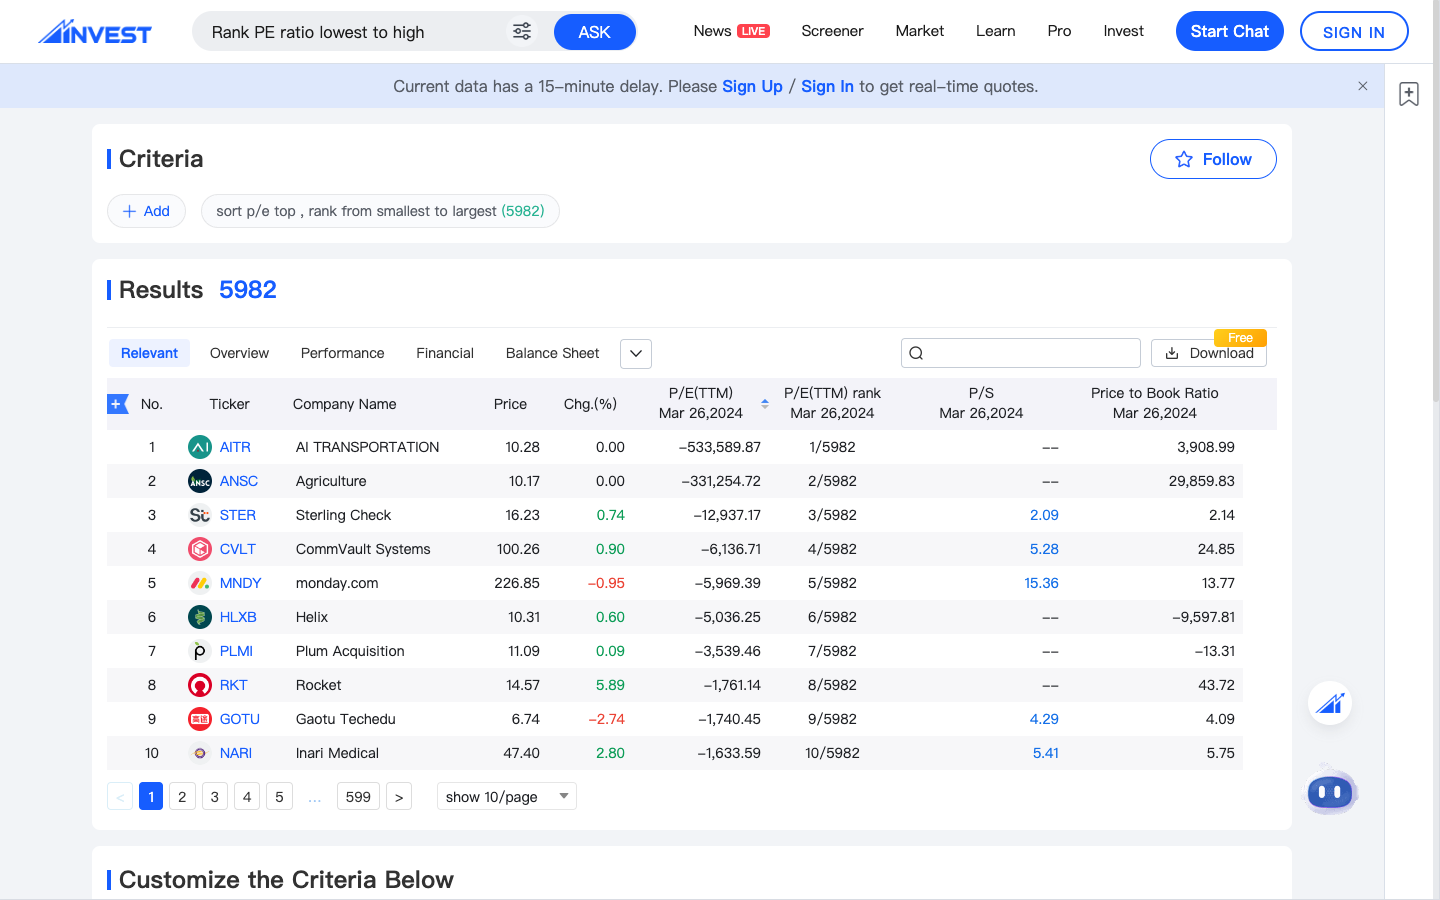 AINVEST
Rank PE ratio lowest to high
ASK
News LIVE Screener Market Learn Pro Invest
Start Chat
SIGN IN
Current data has a 15-minute delay. Please Sign Up / Sign In to get real-time quotes.
Criteria
Follow
Add
sort p/e top , rank from smallest to largest (5982)
Results 5982
Relevant Overview Performance Financial Balance Sheet
Free
Download
No. Ticker Company Name Price Chg.(%) P/E(TTM) Mar 26,2024 P/E(TTM) rank Mar 26,2024 P/S Mar 26,2024 Price to Book Ratio Mar 26,2024
1 AITR AI TRANSPORTATION 10.28 0.00 -533,589.87 1/5982 -- 3,908.99
2 ANSC Agriculture 10.17 0.00 -331,254.72 2/5982 -- 29,859.83
3 STER Sterling Check 16.23 0.74 -12,937.17 3/5982 2.09 2.14
4 CVLT CommVault Systems 100.26 0.90 -6,136.71 4/5982 5.28 24.85
5 MNDY monday.com 226.85 -0.95 -5,969.39 5/5982 15.36 13.77
6 HLXB Helix 10.31 0.60 -5,036.25 6/5982 -- -9,597.81
7 PLMI Plum Acquisition 11.09 0.09 -3,539.46 7/5982 -- -13.31
8 RKT Rocket 14.57 5.89 -1,761.14 8/5982 -- 43.72
9 GOTU Gaotu Techedu 6.74 -2.74 -1,740.45 9/5982 4.29 4.09
10 NARI Inari Medical 47.40 2.80 -1,633.59 10/5982 5.41 5.75
< 1 2 3 4 5 ... 599 > show 10/page
Customize the Criteria Below